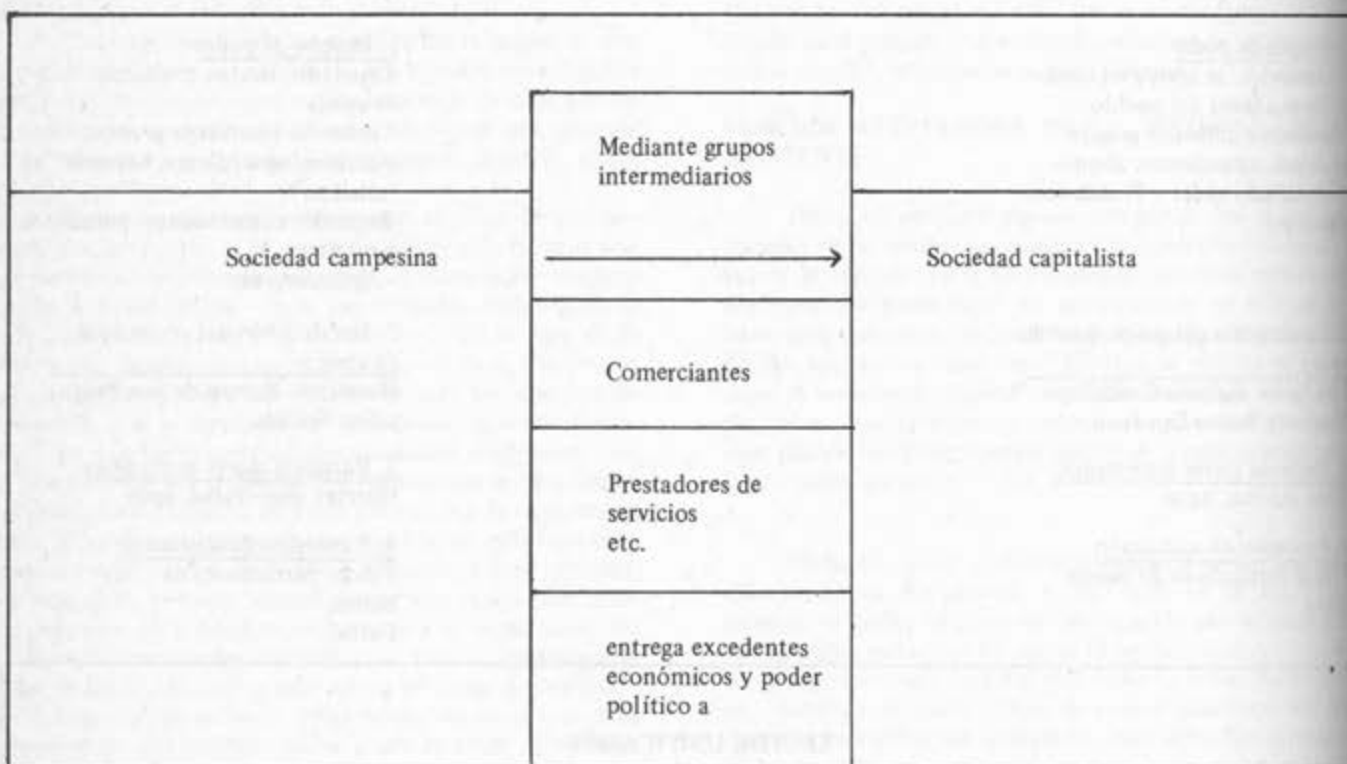 Mediante grupos
intermediarios
Sociedad campesina
Sociedad capitalista
Comerciantes
Prestadores de
servicios
etc.
entrega excedentes
económicos y poder
político a